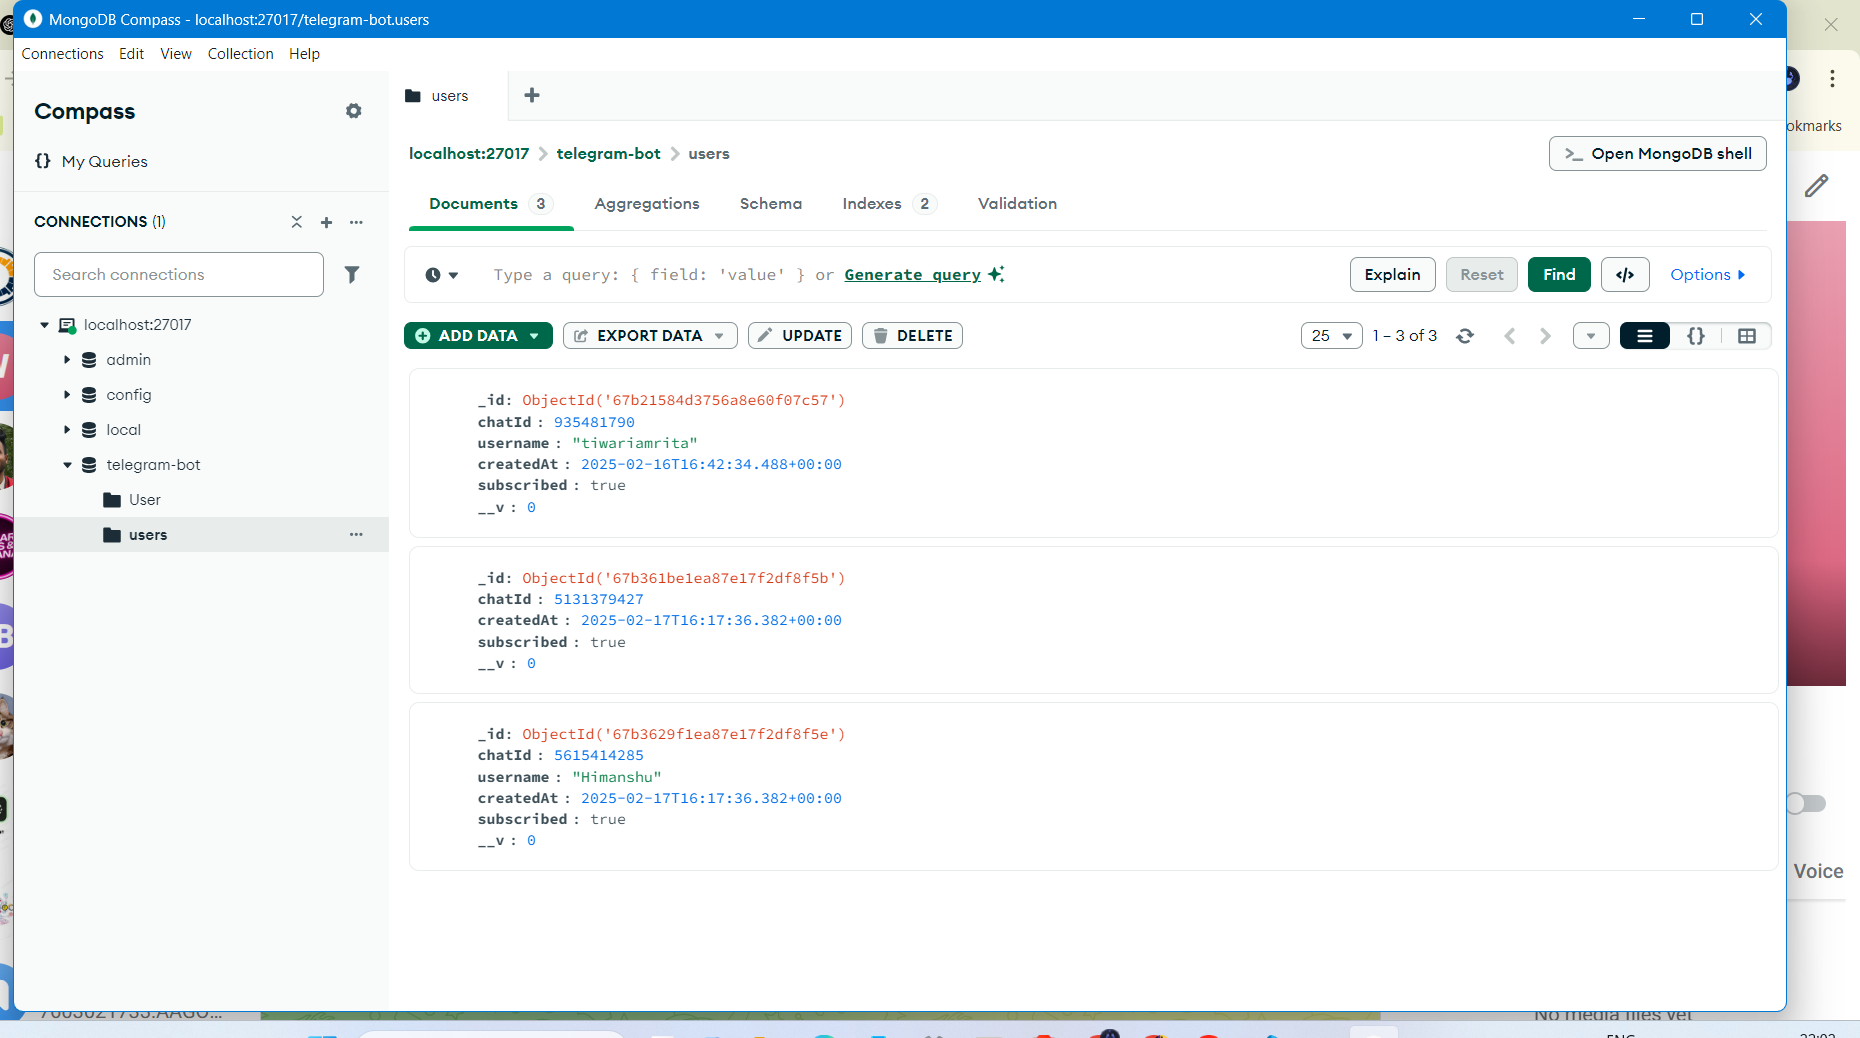 MongoDB Compass - localhost:27017/telegram-bot.users
Connections Edit View Collection Help
Compass
{} My Queries
CONNECTIONS (1)
Search connections
localhost:27017
admin
config
local
telegram-bot
User
users
users
localhost:27017 > telegram-bot > users
>_ Open MongoDB shell
Documents 3 Aggregations Schema Indexes 2 Validation
Type a query: { field: 'value' } or Generate query
Explain Reset Find </> Options
ADD DATA EXPORT DATA UPDATE DELETE
25 1 – 3 of 3 {}
_id: ObjectId('67b21584d3756a8e60f07c57')
chatId : 935481790
username : "tiwariamrita"
createdAt : 2025-02-16T16:42:34.488+00:00
subscribed : true
__v : 0
_id: ObjectId('67b361be1ea87e17f2df8f5b')
chatId : 5131379427
createdAt : 2025-02-17T16:17:36.382+00:00
subscribed : true
__v : 0
_id: ObjectId('67b3629f1ea87e17f2df8f5e')
chatId : 5615414285
username : "Himanshu"
createdAt : 2025-02-17T16:17:36.382+00:00
subscribed : true
__v : 0
okmarks
Voice
No media files yet
ENG